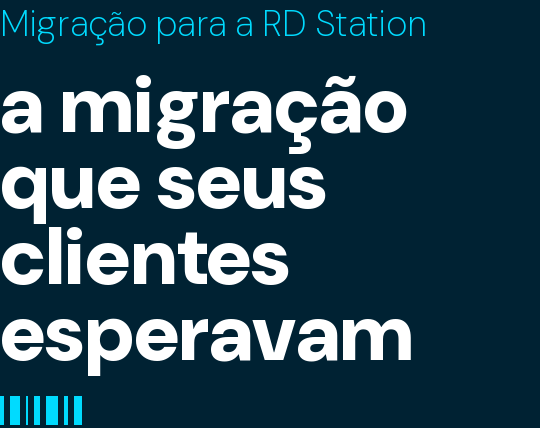 Migração para a RD Station
a migração
que seus
clientes
esperavam